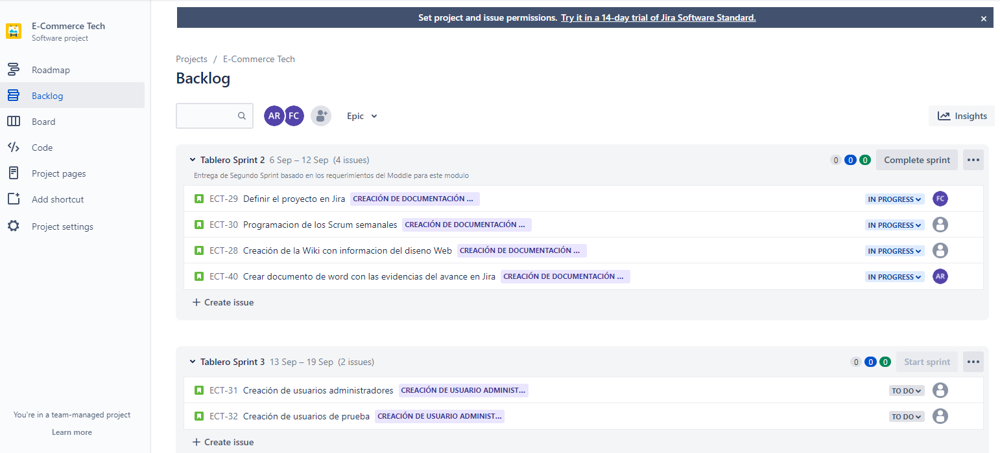 Set project and issue permissions. Try it in a 14-day trial of Jira Software Standard.
E-Commerce Tech
Software project
Roadmap
Backlog
Board
Code
Project pages
Add shortcut
Project settings
You're in a team-managed project
Learn more
Projects / E-Commerce Tech
Backlog
AR FC Epic Insights
Tablero Sprint 2 6 Sep – 12 Sep (4 issues) 0 0 0 Complete sprint
Entrega de Segundo Sprint basado en los requerimientos del Moddle para este modulo
ECT-29 Definir el proyecto en Jira CREACIÓN DE DOCUMENTACIÓN ... IN PROGRESS FC
ECT-30 Programacion de los Scrum semanales CREACIÓN DE DOCUMENTACIÓN ... IN PROGRESS
ECT-28 Creación de la Wiki con informacion del diseno Web CREACIÓN DE DOCUMENTACIÓN ... IN PROGRESS
ECT-40 Crear documento de word con las evidencias del avance en Jira CREACIÓN DE DOCUMENTACIÓN ... IN PROGRESS AR
+ Create issue
Tablero Sprint 3 13 Sep – 19 Sep (2 issues) 0 0 0 Start sprint
ECT-31 Creación de usuarios administradores CREACIÓN DE USUARIO ADMINIST... TO DO
ECT-32 Creación de usuarios de prueba CREACIÓN DE USUARIO ADMINIST... TO DO
+ Create issue